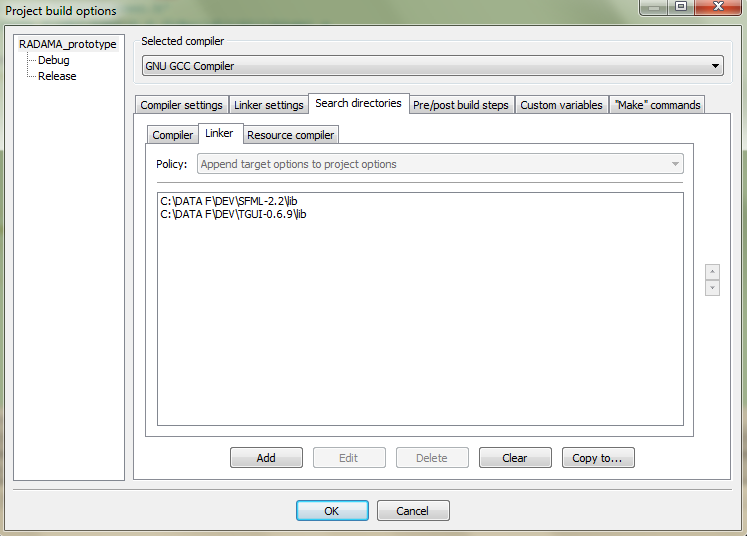 Project build options
RADAMA_prototype
Debug
Release
Selected compiler
GNU GCC Compiler
Compiler settings Linker settings Search directories Pre/post build steps Custom variables "Make" commands
Compiler Linker Resource compiler
Policy: Append target options to project options
C:\DATA F\DEV\SFML-2.2\lib
C:\DATA F\DEV\TGUI-0.6.9\lib
Add Edit Delete Clear Copy to...
OK Cancel